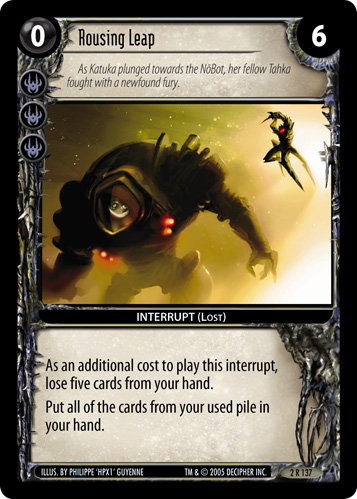 0
Rousing Leap
6
As Katuka plunged towards the NōBot, her fellow Tahka
fought with a newfound fury.
INTERRUPT (LOST)
As an additional cost to play this interrupt,
lose five cards from your hand.
Put all of the cards from your used pile in
your hand.
ILLUS. BY PHILIPPE 'HPX1' GUYENNE
TM & © 2005 DECIPHER INC.
2 R 137